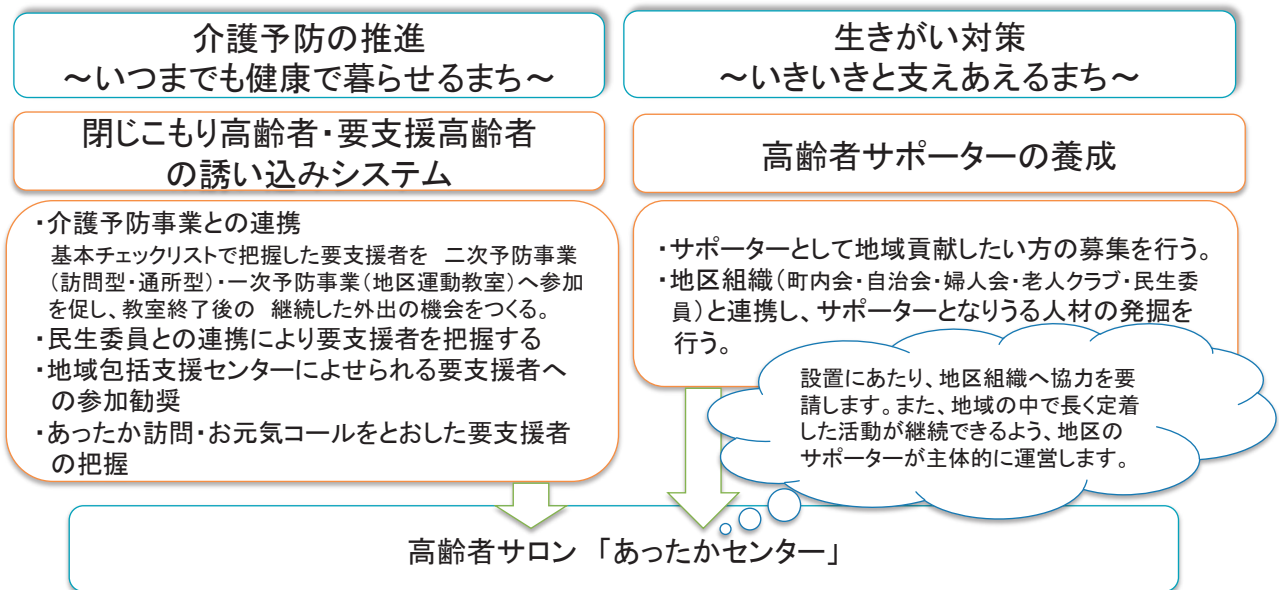 介護予防の推進
～いつまでも健康で暮らせるまち～
閉じこもり高齢者・要支援高齢者
の誘い込みシステム
・介護予防事業との連携
基本チェックリストで把握した要支援者を 二次予防事業
(訪問型・通所型)・一次予防事業(地区運動教室)へ参加
を促し、教室終了後の 継続した外出の機会をつくる。
・民生委員との連携により要支援者を把握する
・地域包括支援センターによせられる要支援者へ
の参加勧奨
・あったか訪問・お元気コールをとおした要支援者
の把握
生きがい対策
～いきいきと支えあえるまち～
高齢者サポーターの養成
・サポーターとして地域貢献したい方の募集を行う。
・地区組織(町内会・自治会・婦人会・老人クラブ・民生委
員)と連携し、サポーターとなりうる人材の発掘を
行う。
設置にあたり、地区組織へ協力を要
請します。また、地域の中で長く定着
した活動が継続できるよう、地区の
サポーターが主体的に運営します。
高齢者サロン 「あったかセンター」